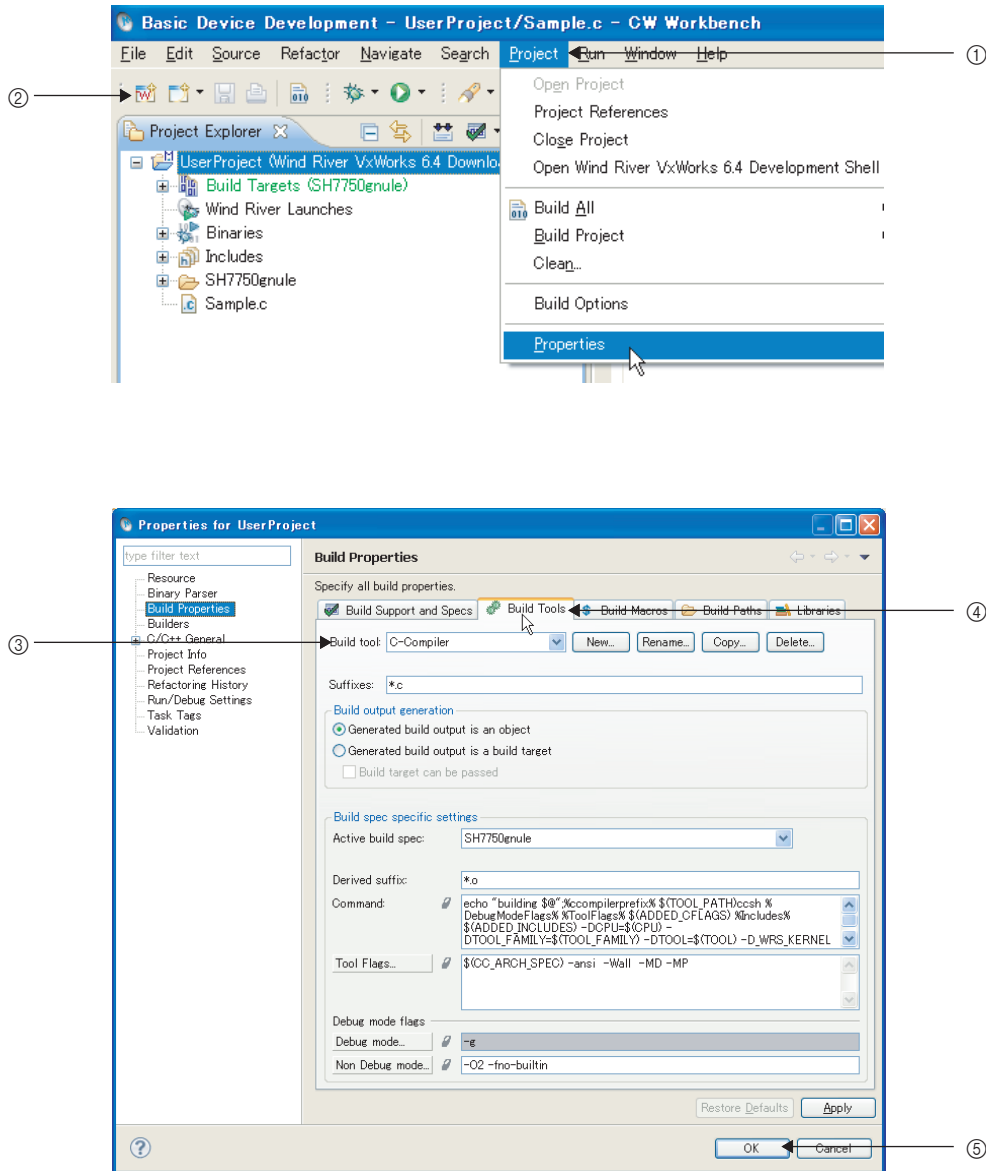 Basic Device Development - UserProject/Sample.c - CW Workbench
File Edit Source Refactor Navigate Search Project Run Window Help
①
②
Project Explorer
UserProject (Wind River VxWorks 6.4 Downlo
Build Targets (SH7750gnule)
Wind River Launches
Binaries
Includes
SH7750gnule
Sample.c
Open Project
Project References
Close Project
Open Wind River VxWorks 6.4 Development Shell
Build All
Build Project
Clean...
Build Options
Properties
Properties for UserProject
type filter text
Resource
Binary Parser
Build Properties
Builders
C/C++ General
Project Info
Project References
Refactoring History
Run/Debug Settings
Task Tags
Validation
③
Build Properties
Specify all build properties.
Build Support and Specs Build Tools Build Macros Build Paths Libraries
④
Build tool: C-Compiler New... Rename... Copy... Delete...
Suffixes: *.c
Build output generation
Generated build output is an object
Generated build output is a build target
Build target can be passed
Build spec specific settings
Active build spec: SH7750gnule
Derived suffix: *.o
Command: echo "building $@";%ccompilerprefix% $(TOOL_PATH)ccsh %
DebugModeFlags% %ToolFlags% $(ADDED_CFLAGS) %Includes%
$(ADDED_INCLUDES) -DCPU=$(CPU) -
DTOOL_FAMILY=$(TOOL_FAMILY) -DTOOL=$(TOOL) -D_WRS_KERNEL
Tool Flags... $(CC_ARCH_SPEC) -ansi -Wall -MD -MP
Debug mode flags
Debug mode... -g
Non Debug mode... -O2 -fno-builtin
Restore Defaults Apply
OK Cancel
⑤